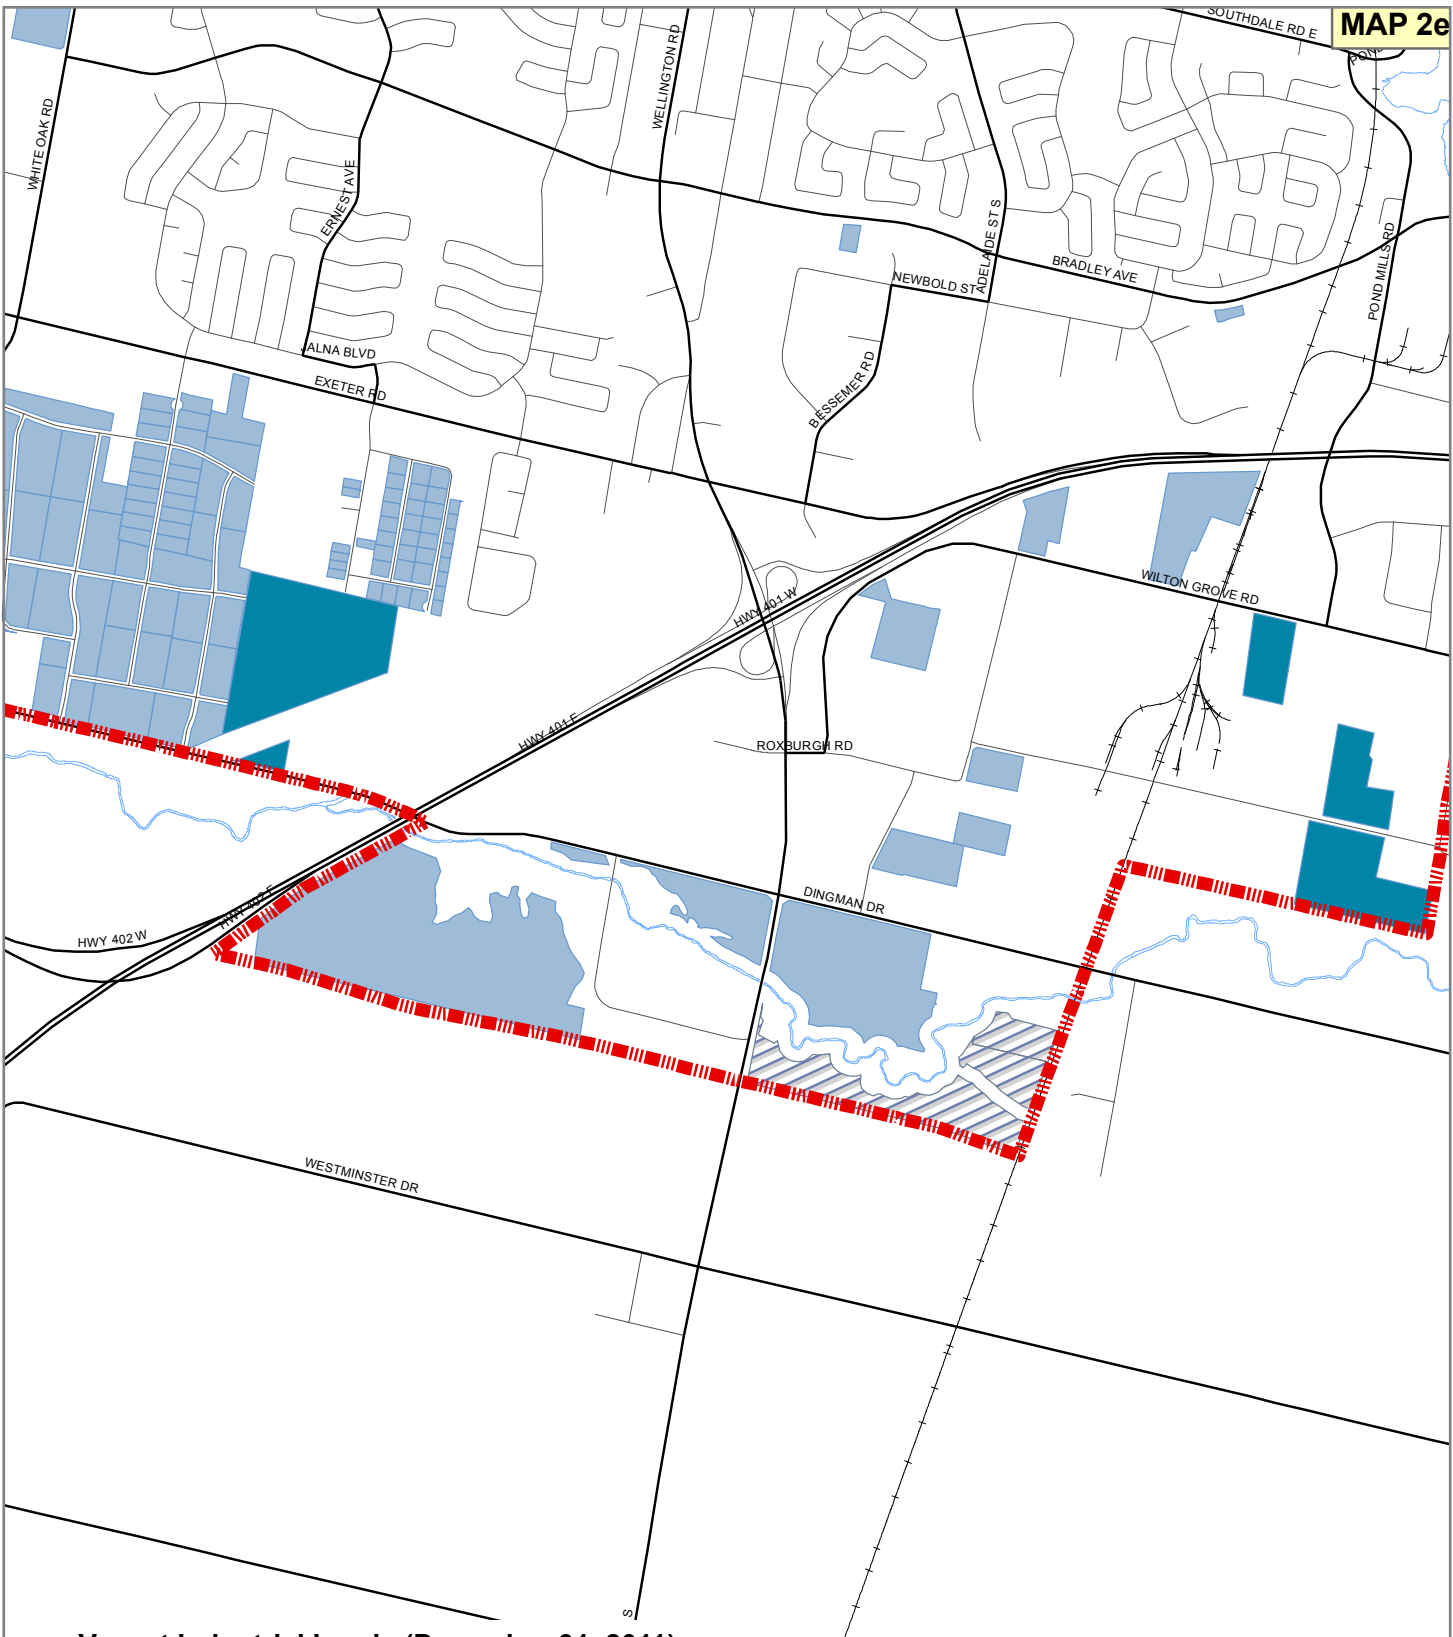 SOUTHDALE RD E
MAP 2e
WHITE OAK RD
WELLINGTON RD
ERNEST AVE
ADELAIDE ST S
BRADLEY AVE
POND MILLS RD
NEWBOLD ST
JALNA BLVD
EXETER RD
BESSEMER RD
HWY 401 W
WILTON GROVE RD
HWY 401 E
ROXBURGH RD
HWY 402 E
HWY 402 W
DINGMAN DR
WESTMINSTER DR
S